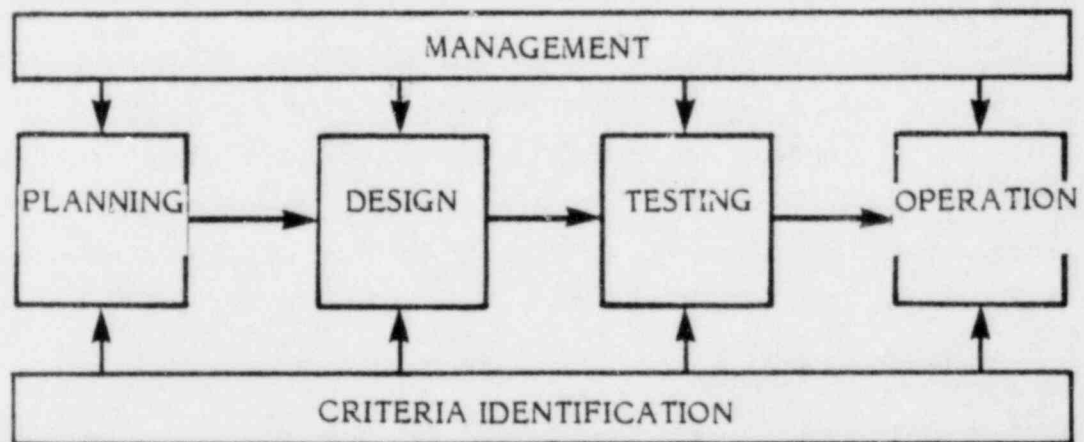 MANAGEMENT
PLANNING
DESIGN
TESTING
OPERATION
CRITERIA IDENTIFICATION